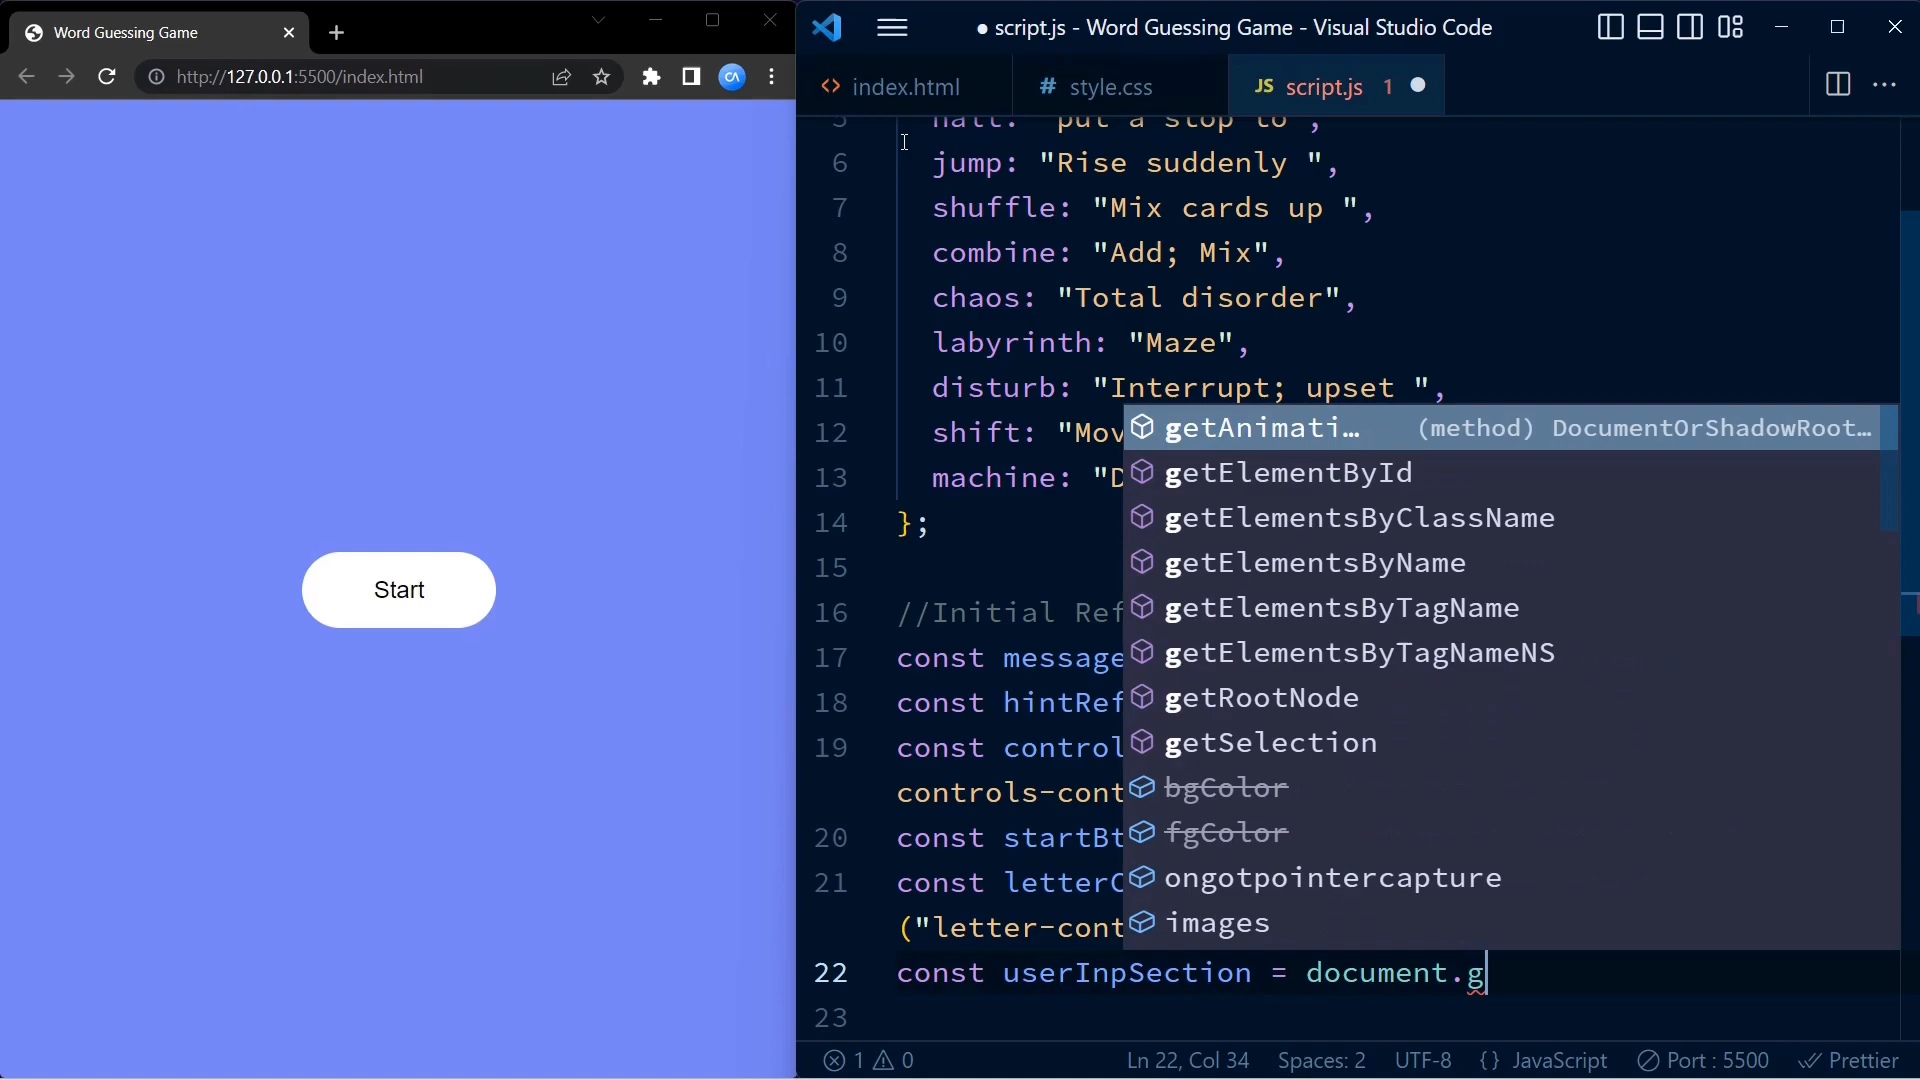 Word Guessing Game
http://127.0.0.1:5500/index.html
CA
Start
● script.js - Word Guessing Game - Visual Studio Code
<> index.html
# style.css
JS script.js 1 ●
5 halt: "put a stop to",
6 jump: "Rise suddenly ",
7 shuffle: "Mix cards up ",
8 combine: "Add; Mix",
9 chaos: "Total disorder",
10 labyrinth: "Maze",
11 disturb: "Interrupt; upset ",
12 shift: "Mov
13 machine: "D
14 };
15
16 //Initial Ref
17 const message
18 const hintRef
19 const control
controls-cont
20 const startBt
21 const letterC
("letter-cont
22 const userInpSection = document.g
23
getAnimati… (method) DocumentOrShadowRoot…
getElementById
getElementsByClassName
getElementsByName
getElementsByTagName
getElementsByTagNameNS
getRootNode
getSelection
bgColor
fgColor
ongotpointercapture
images
1 0
Ln 22, Col 34
Spaces: 2
UTF-8
{} JavaScript
Port : 5500
Prettier